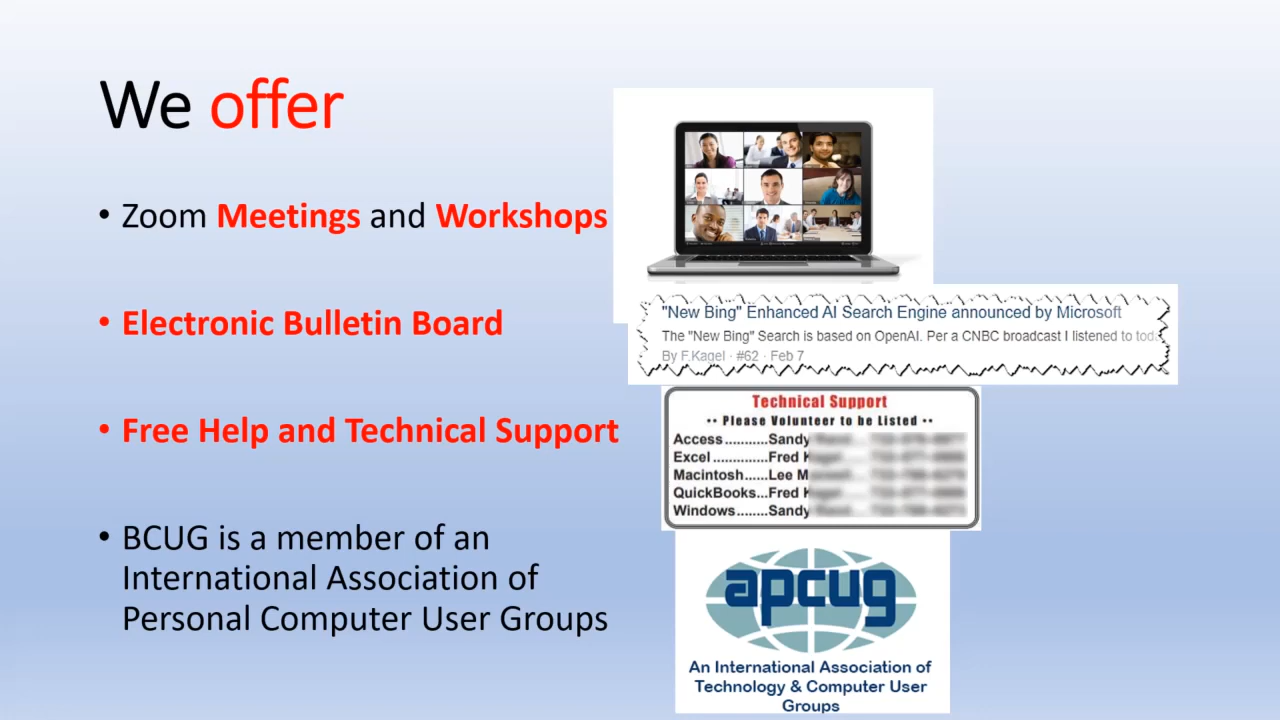 We offer
• Zoom Meetings and Workshops
• Electronic Bulletin Board
• Free Help and Technical Support
• BCUG is a member of an
International Association of
Personal Computer User Groups
"New Bing" Enhanced AI Search Engine announced by Microsoft
The "New Bing" Search is based on OpenAI. Per a CNBC broadcast I listened to
By F.Kagel · #62 · Feb 7
Technical Support
•• Please Volunteer to be Listed ••
Access...........Sandy
Excel ..............Fred
Macintosh......Lee
QuickBooks...Fred
Windows........Sandy
apcug
An International Association of
Technology & Computer User
Groups